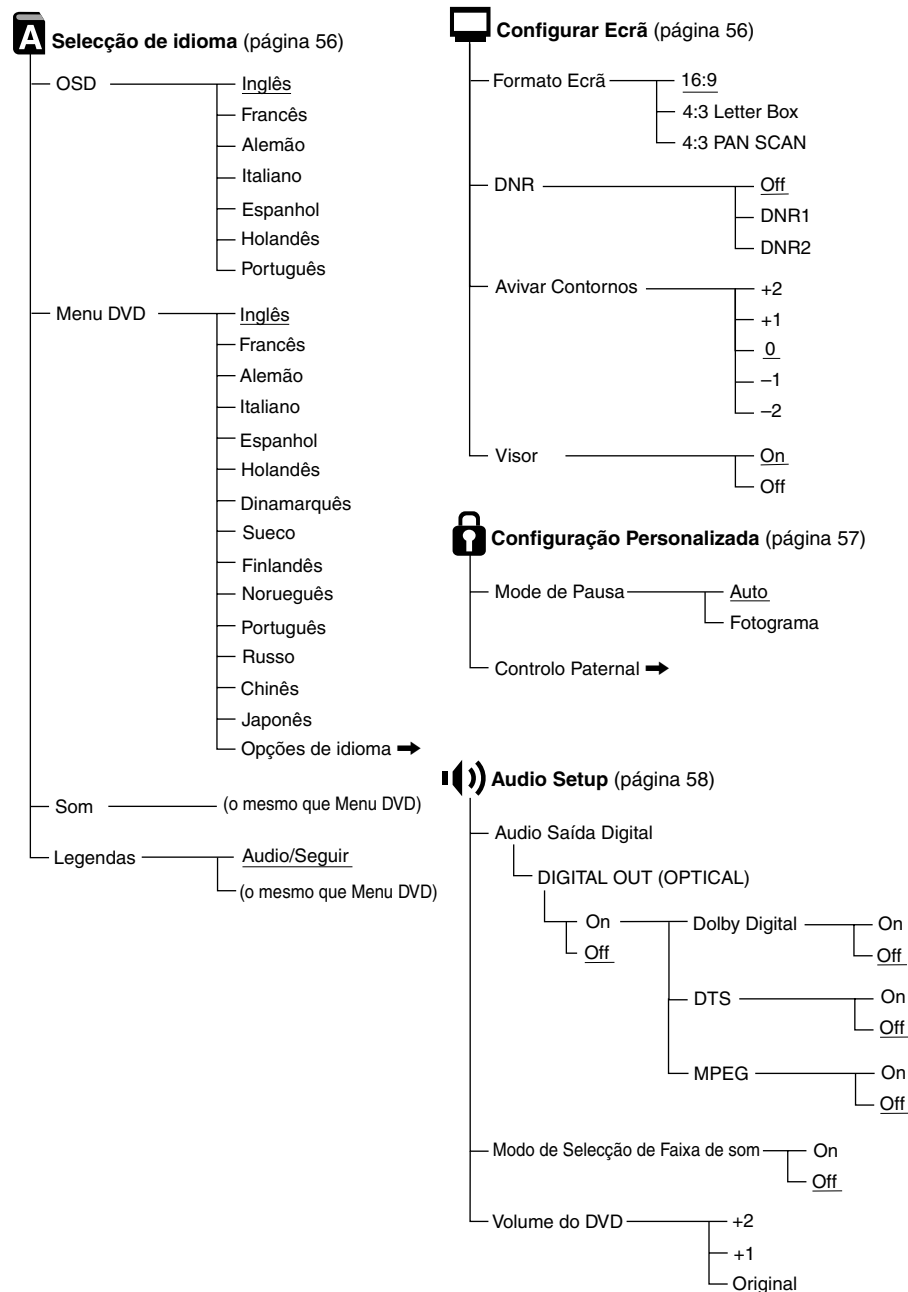 A Selecção de idioma (página 56)
OSD
Inglês
Francês
Alemão
Italiano
Espanhol
Holandês
Português
Menu DVD
Inglês
Francês
Alemão
Italiano
Espanhol
Holandês
Dinamarquês
Sueco
Finlandês
Norueguês
Português
Russo
Chinês
Japonês
Opções de idioma ➞
Som
(o mesmo que Menu DVD)
Legendas
Audio/Seguir
(o mesmo que Menu DVD)
Configurar Ecrã (página 56)
Formato Ecrã
16:9
4:3 Letter Box
4:3 PAN SCAN
DNR
Off
DNR1
DNR2
Avivar Contornos
+2
+1
0
–1
–2
Visor
On
Off
Configuração Personalizada (página 57)
Mode de Pausa
Auto
Fotograma
Controlo Paternal ➞
Audio Setup (página 58)
Audio Saída Digital
DIGITAL OUT (OPTICAL)
On
Off
Dolby Digital
On
Off
DTS
On
Off
MPEG
On
Off
Modo de Selecção de Faixa de som
On
Off
Volume do DVD
+2
+1
Original